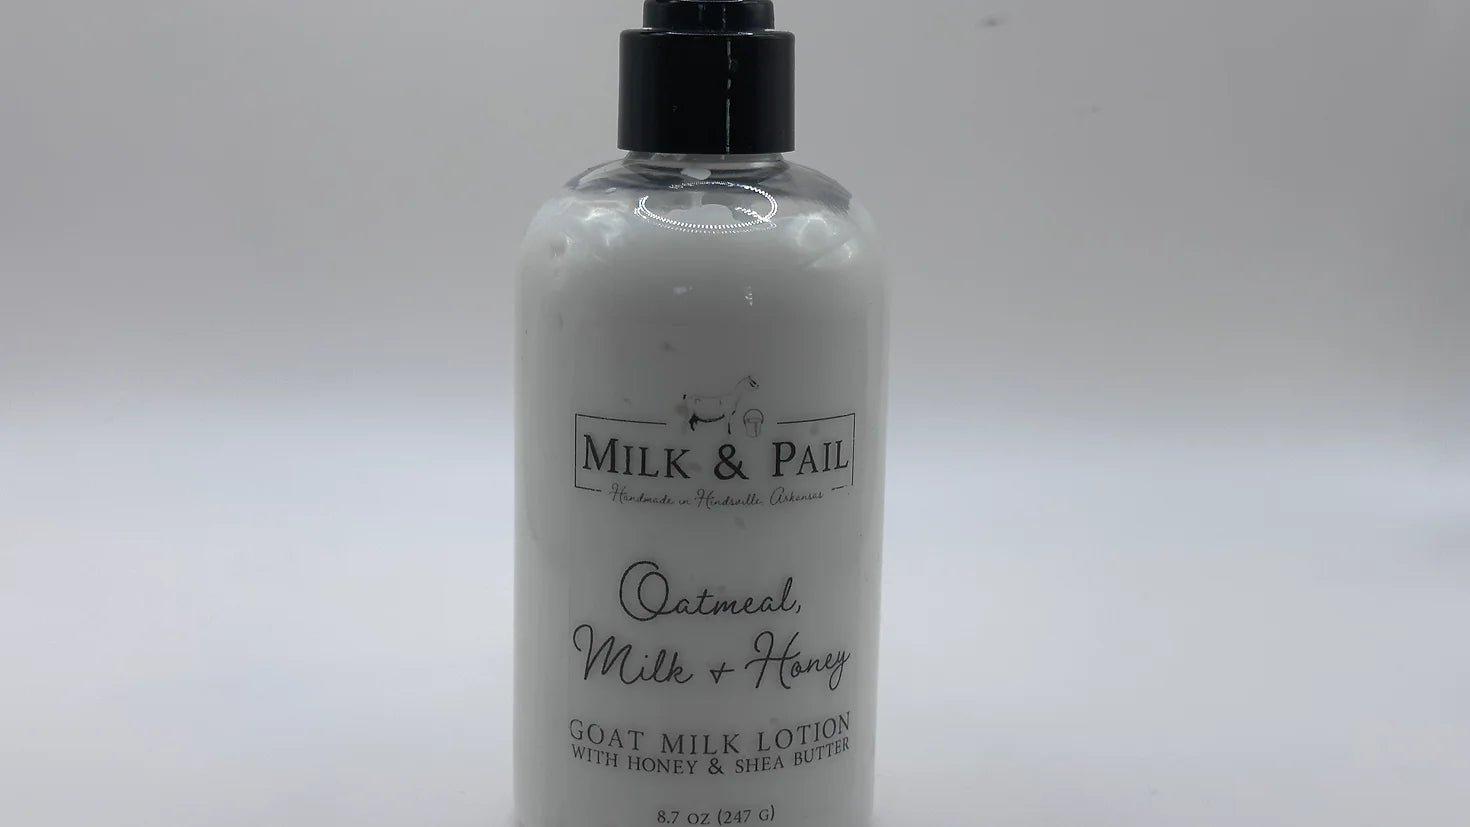 MILK & PAIL
Handmade in Hindsville, Arkansas
Oatmeal,
Milk + Honey
GOAT MILK LOTION
WITH HONEY & SHEA BUTTER
8.7 OZ (247 G)